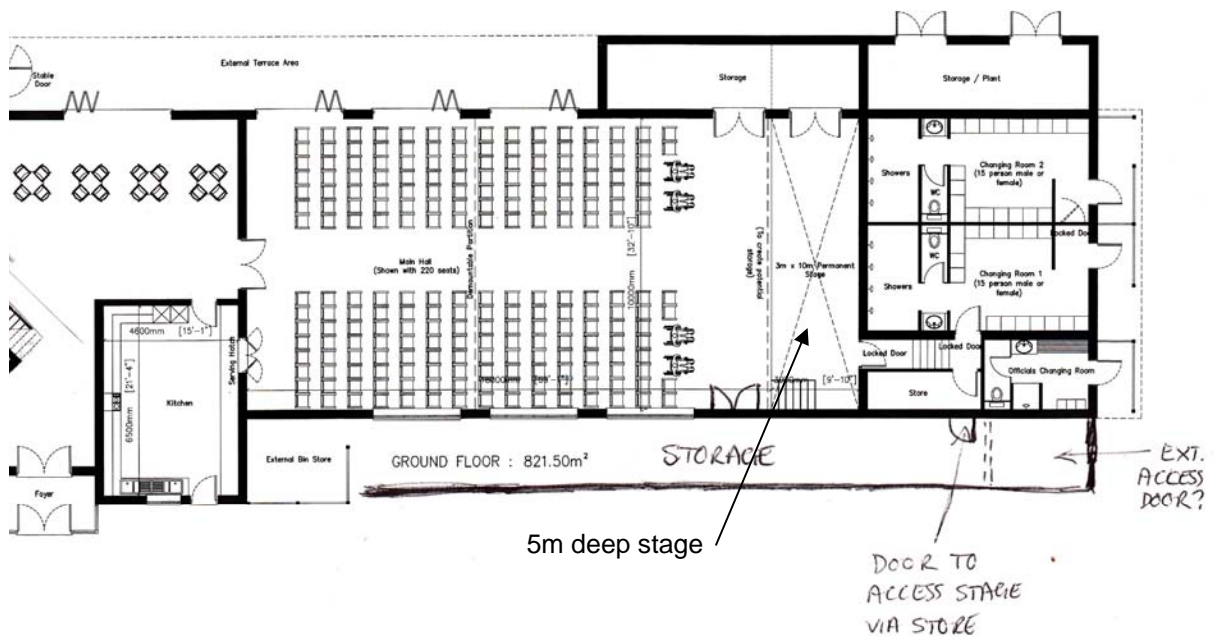 External Terrace Area
Stable
Door
Storage
Storage / Plant
Showers
WC
Changing Room 2
(15 person male or
female)
Locked Door
Main Hall
(Shown with 220 seats)
Demountable Partition
10000mm [32'-10"]
(To create potential
storage)
3m x 10m Permanent
Stage
WC
Showers
Changing Room 1
(15 person male or
female)
4600mm [15'-1"]
6500mm [21'-4"]
Serving Hatch
Kitchen
[9'-10"]
Locked Door
Locked Door
Store
Officials Changing Room
External Bin Store
GROUND FLOOR : 821.50m²
STORAGE
Foyer
EXT.
ACCESS
DOOR?
5m deep stage
DOOR TO
ACCESS STAGE
VIA STORE